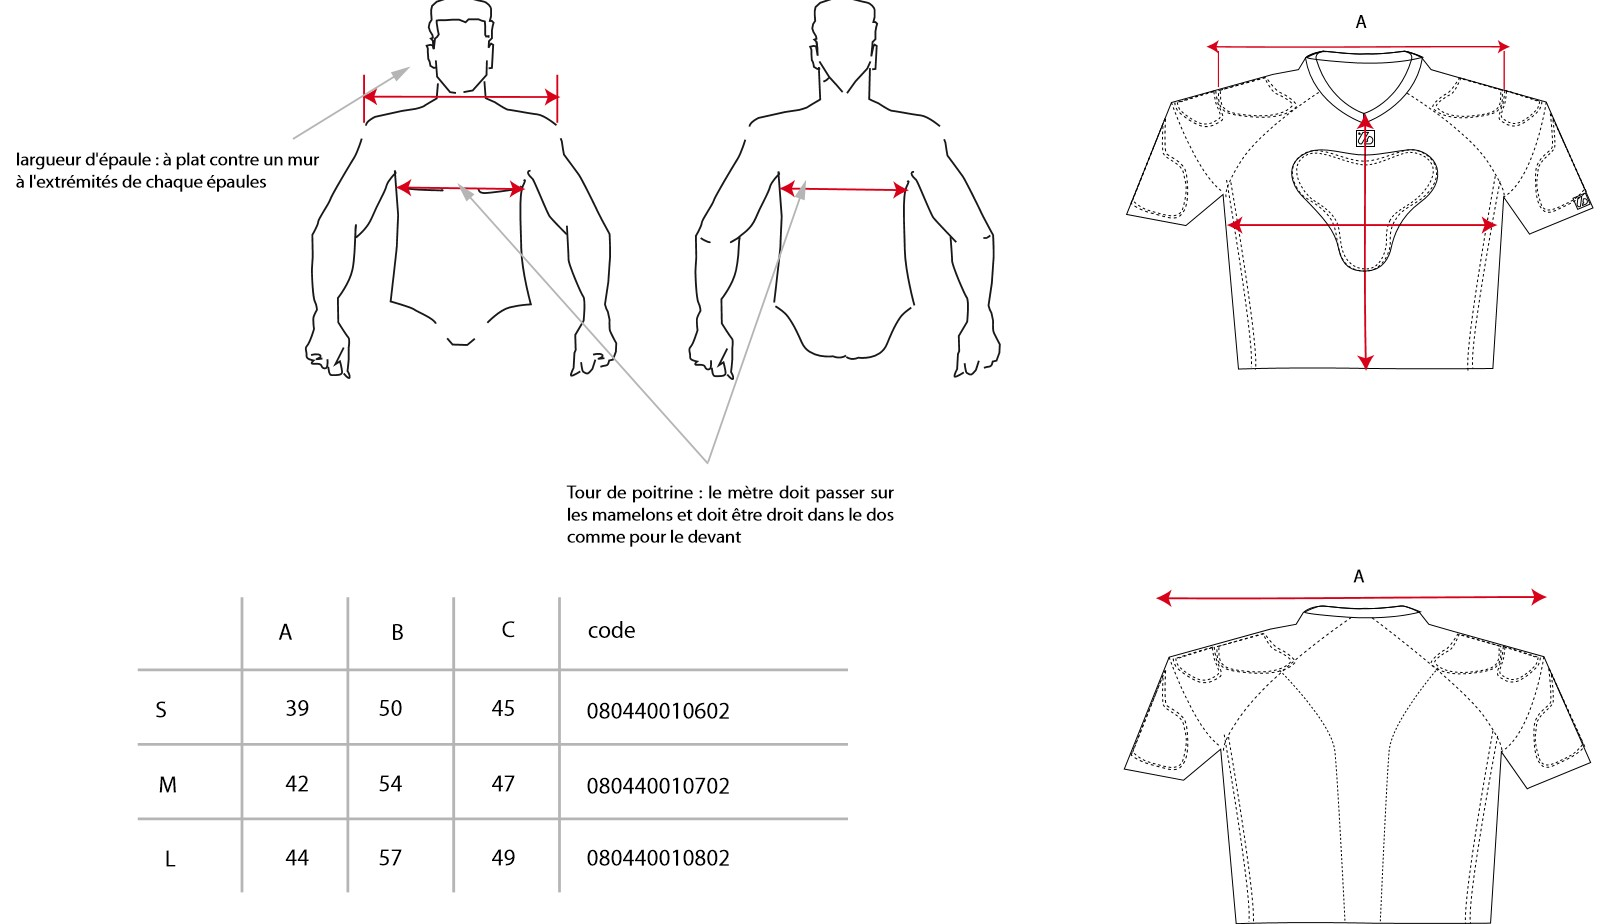 A
largueur d'épaule : à plat contre un mur
à l'extrémités de chaque épaules
Tour de poitrine : le mètre doit passer sur
les mamelons et doit être droit dans le dos
comme pour le devant
A
A B C code
S 39 50 45 080440010602
M 42 54 47 080440010702
L 44 57 49 080440010802